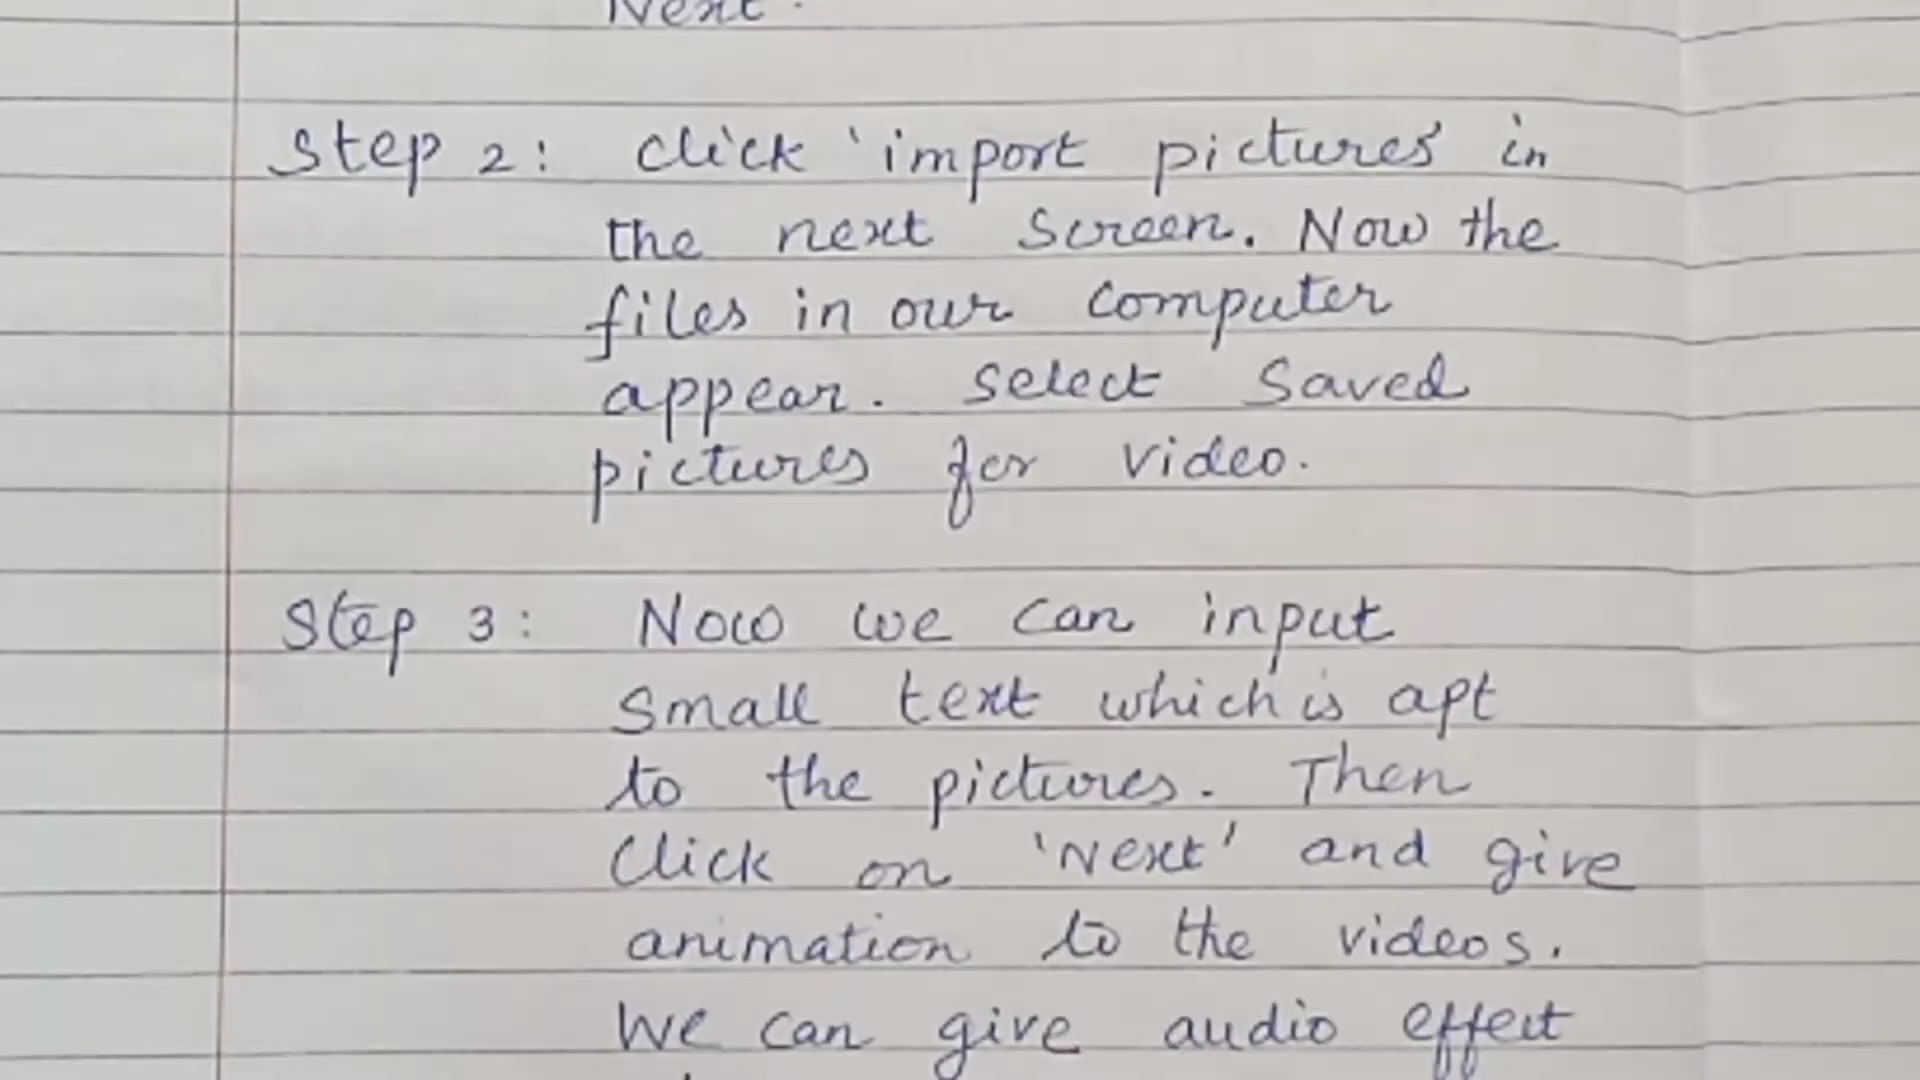 Next.
Step 2: Click 'import pictures' in
the next screen. Now the
files in our computer
appear. Select saved
pictures for video.
Step 3: Now we can input
small text which is apt
to the pictures. Then
Click on 'Next' and give
animation to the videos.
We can give audio effect